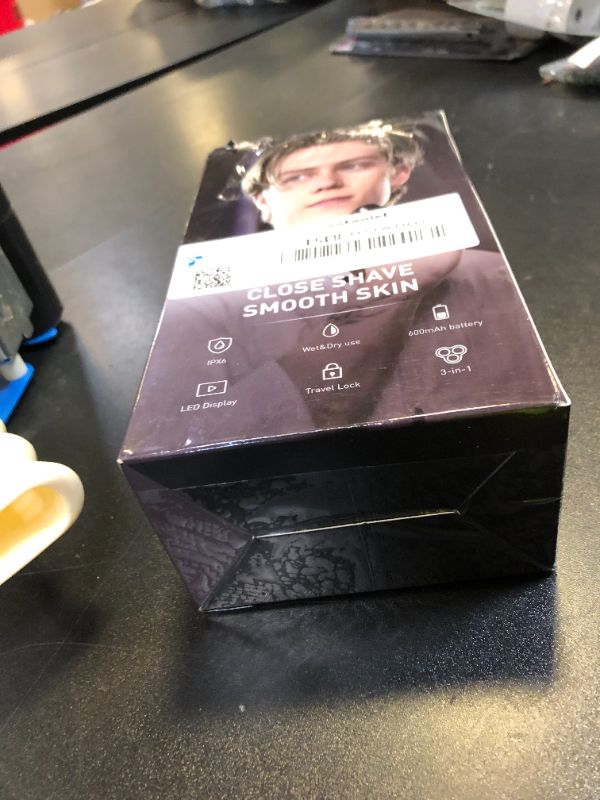 CLOSE SHAVE
SMOOTH SKIN
IPX6
Wet&Dry use
600mAh battery
LED Display
Travel Lock
3-in-1